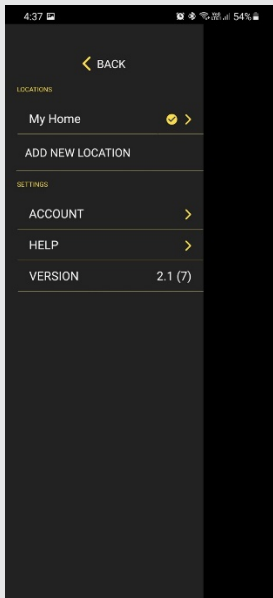 4:37 54%
BACK
LOCATIONS
My Home
ADD NEW LOCATION
SETTINGS
ACCOUNT
HELP
VERSION 2.1 (7)